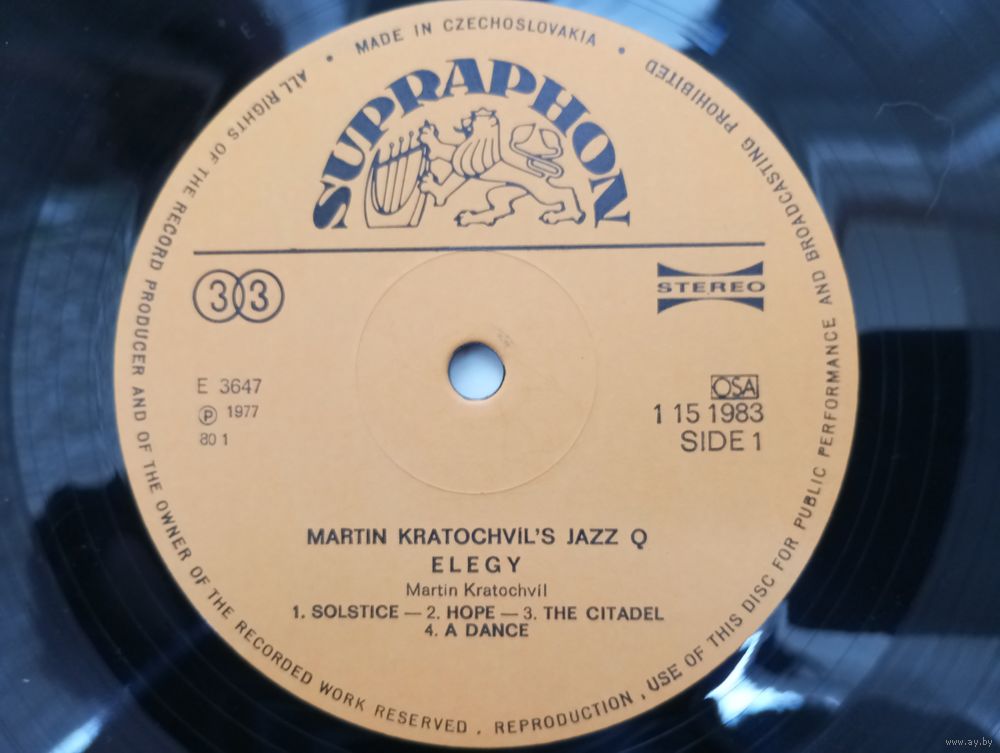 MADE IN CZECHOSLOVAKIA
SUPRAPHON
33
STEREO
E 3647
Ⓟ 1977
80 1
OSA
1 15 1983
SIDE 1
MARTIN KRATOCHVíL'S JAZZ Q
ELEGY
Martin Kratochvíl
1. SOLSTICE — 2. HOPE — 3. THE CITADEL
4. A DANCE
ALL RIGHTS OF THE RECORD PRODUCER AND OF THE OWNER OF THE RECORDED WORK RESERVED, REPRODUCTION, USE OF THIS DISC FOR PUBLIC PERFORMANCE AND BROADCASTING PROHIBITED
www.ay.by